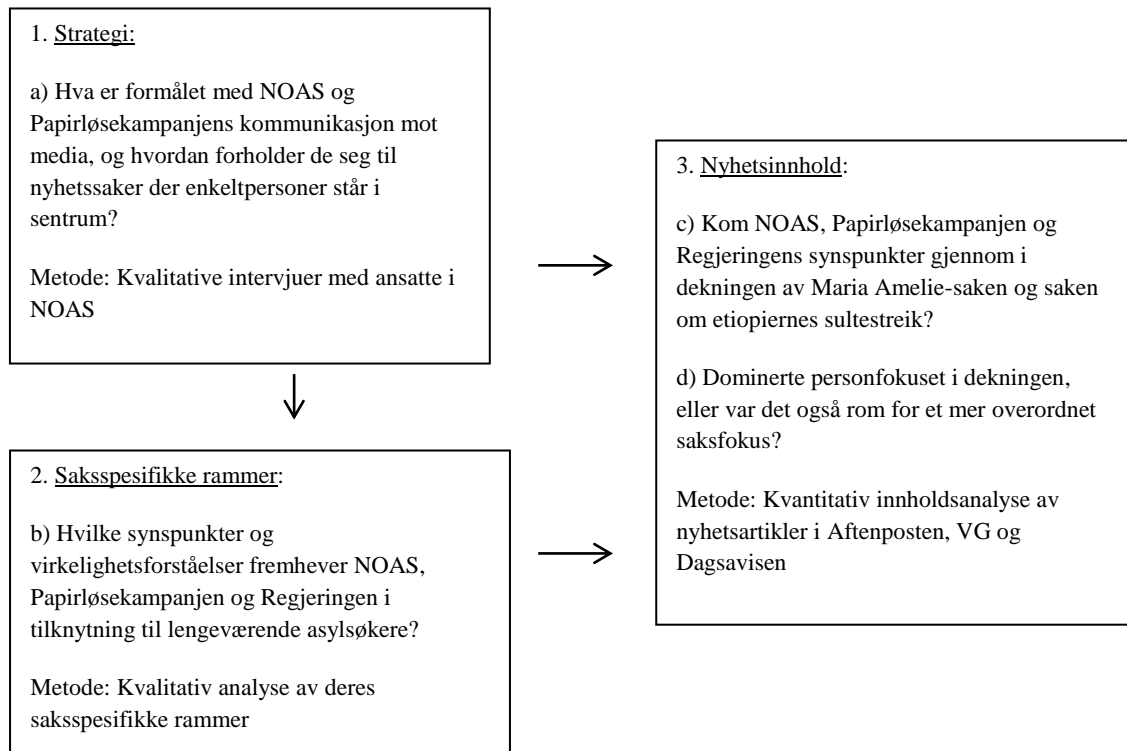 1. Strategi:
a) Hva er formålet med NOAS og
Papirløsekampanjens kommunikasjon mot
media, og hvordan forholder de seg til
nyhetssaker der enkeltpersoner står i
sentrum?
Metode: Kvalitative intervjuer med ansatte i
NOAS
2. Saksspesifikke rammer:
b) Hvilke synspunkter og
virkelighetsforståelser fremhever NOAS,
Papirløsekampanjen og Regjeringen i
tilknytning til lengeværende asylsøkere?
Metode: Kvalitativ analyse av deres
saksspesifikke rammer
3. Nyhetsinnhold:
c) Kom NOAS, Papirløsekampanjen og
Regjeringens synspunkter gjennom i
dekningen av Maria Amelie-saken og saken
om etiopiernes sultestreik?
d) Dominerte personfokuset i dekningen,
eller var det også rom for et mer overordnet
saksfokus?
Metode: Kvantitativ innholdsanalyse av
nyhetsartikler i Aftenposten, VG og
Dagsavisen